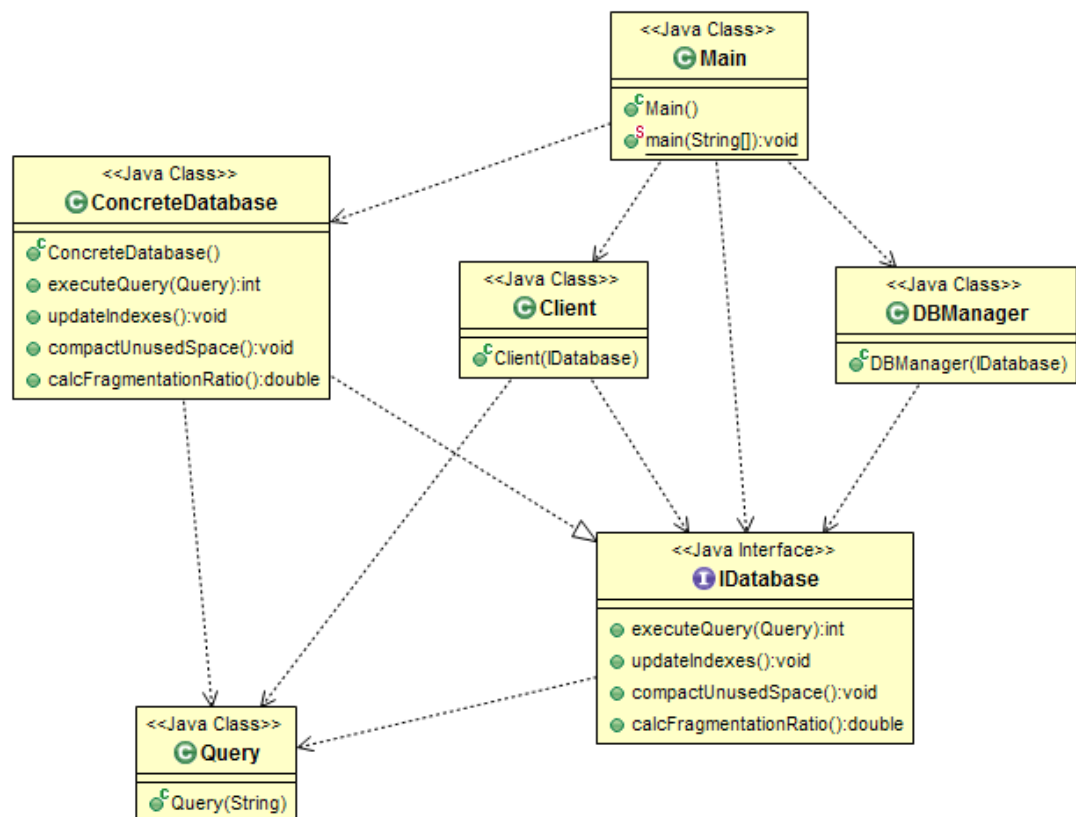 <<Java Class>>
Main
Main()
main(String[]):void
<<Java Class>>
ConcreteDatabase
ConcreteDatabase()
executeQuery(Query):int
updateIndexes():void
compactUnusedSpace():void
calcFragmentationRatio():double
<<Java Class>>
Client
Client(IDatabase)
<<Java Class>>
DBManager
DBManager(IDatabase)
<<Java Interface>>
IDatabase
executeQuery(Query):int
updateIndexes():void
compactUnusedSpace():void
calcFragmentationRatio():double
<<Java Class>>
Query
Query(String)